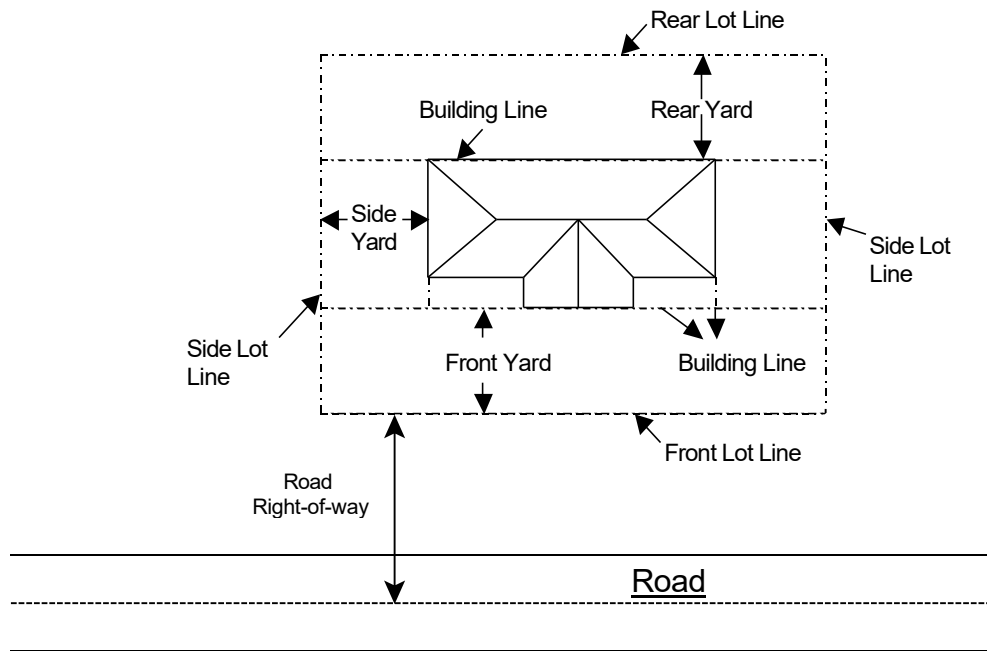 Rear Lot Line
Building Line
Rear Yard
Side
Yard
Side Lot
Line
Side Lot
Line
Front Yard
Building Line
Front Lot Line
Road
Right-of-way
Road